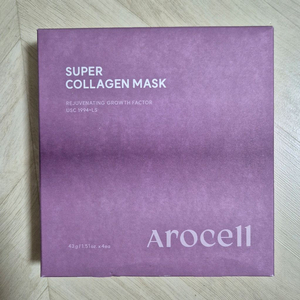 SUPER
COLLAGEN MASK
REJUVENATING GROWTH FACTOR
arocell